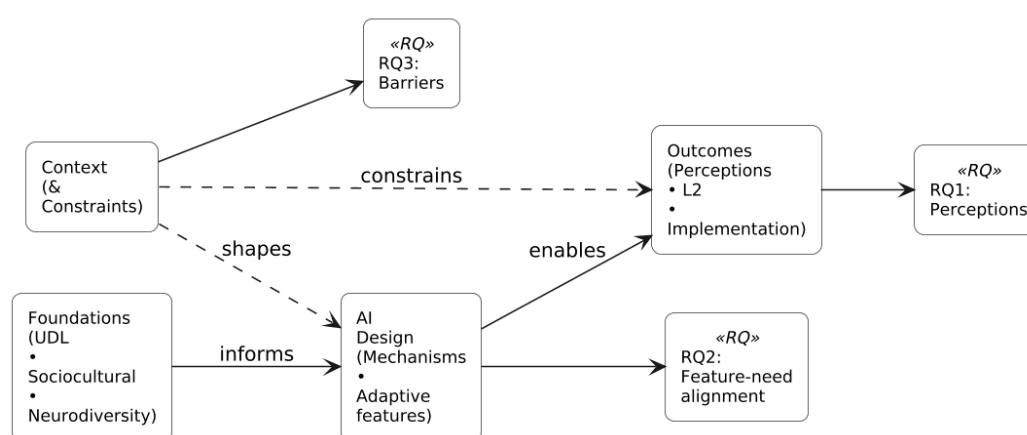 «RQ»
RQ3:
Barriers
Context
(&
Constraints)
constrains
Outcomes
(Perceptions
• L2
•
Implementation)
«RQ»
RQ1:
Perceptions
shapes
enables
Foundations
(UDL
•
Sociocultural
•
Neurodiversity)
informs
AI
Design
(Mechanisms
•
Adaptive
features)
«RQ»
RQ2:
Feature-need
alignment